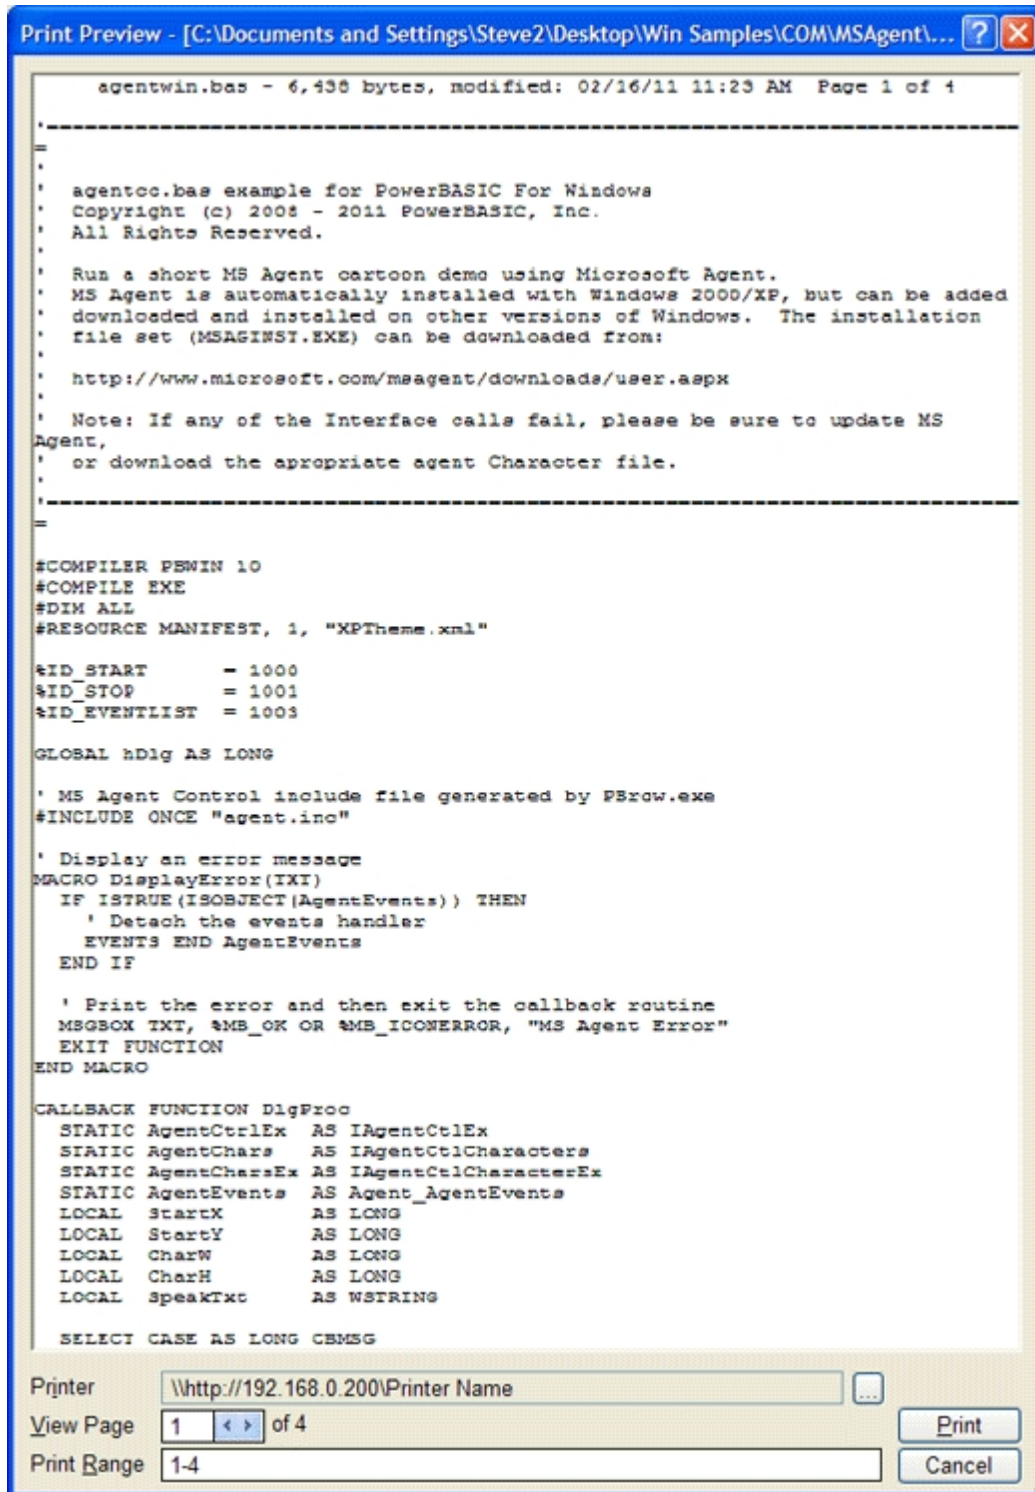 Print Preview - [C:\Documents and Settings\Steve2\Desktop\Win Samples\COM\MSAgent\...
agentwin.bas - 6,438 bytes, modified: 02/16/11 11:23 AM  Page 1 of 4
'==============================================================================
=
'
'  agentcc.bas example for PowerBASIC For Windows
'  Copyright (c) 2008 - 2011 PowerBASIC, Inc.
'  All Rights Reserved.
'
'  Run a short MS Agent cartoon demo using Microsoft Agent.
'  MS Agent is automatically installed with Windows 2000/XP, but can be added
'  downloaded and installed on other versions of Windows.  The installation
'  file set (MSAGINST.EXE) can be downloaded from:
'
'  http://www.microsoft.com/msagent/downloads/user.aspx
'
'  Note: If any of the Interface calls fail, please be sure to update MS
Agent,
'  or download the apropriate agent Character file.
'
'==============================================================================
=
#COMPILER PBWIN 10
#COMPILE EXE
#DIM ALL
#RESOURCE MANIFEST, 1, "XPTheme.xml"
%ID_START      = 1000
%ID_STOP       = 1001
%ID_EVENTLIST  = 1003
GLOBAL hDlg AS LONG
' MS Agent Control include file generated by PBrow.exe
#INCLUDE ONCE "agent.inc"
' Display an error message
MACRO DisplayError(TXT)
  IF ISTRUE(ISOBJECT(AgentEvents)) THEN
    ' Detach the events handler
    EVENTS END AgentEvents
  END IF
  ' Print the error and then exit the callback routine
  MSGBOX TXT, %MB_OK OR %MB_ICONERROR, "MS Agent Error"
  EXIT FUNCTION
END MACRO
CALLBACK FUNCTION DlgProc
  STATIC AgentCtrlEx  AS IAgentCtlEx
  STATIC AgentChars   AS IAgentCtlCharacters
  STATIC AgentCharsEx AS IAgentCtlCharacterEx
  STATIC AgentEvents  AS Agent_AgentEvents
  LOCAL  StartX       AS LONG
  LOCAL  StartY       AS LONG
  LOCAL  CharW        AS LONG
  LOCAL  CharH        AS LONG
  LOCAL  SpeakTxt     AS WSTRING
  SELECT CASE AS LONG CBMSG
Printer \\http://192.168.0.200\Printer Name ...
View Page 1 of 4 Print
Print Range 1-4 Cancel